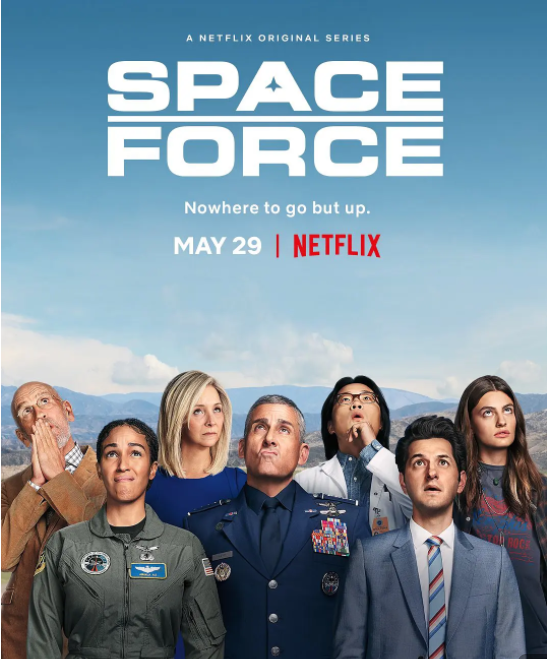 A NETFLIX ORIGINAL SERIES
SPACE
FORCE
Nowhere to go but up.
MAY 29 | NETFLIX